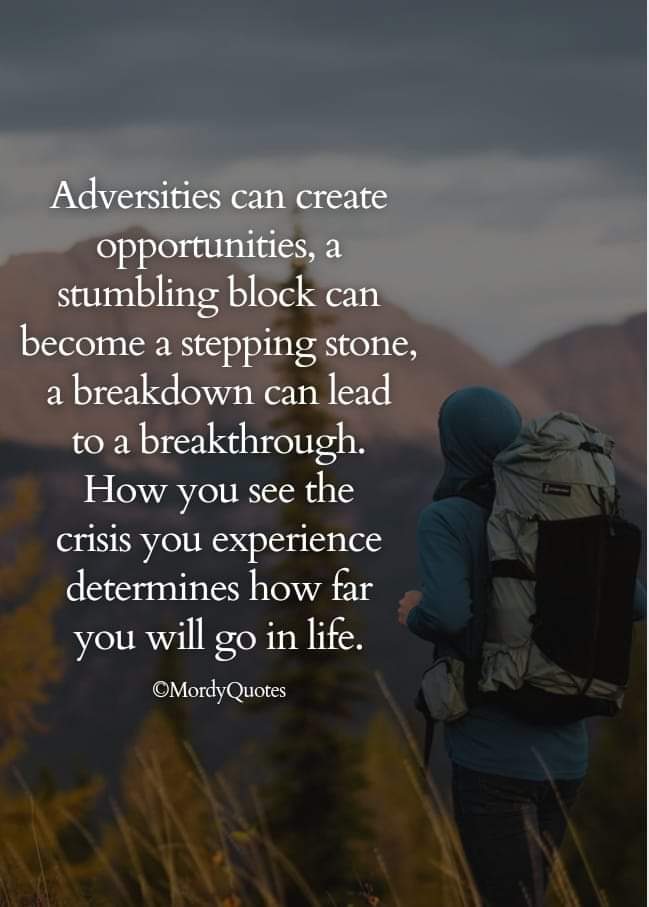 Adversities can create
opportunities, a
stumbling block can
become a stepping stone,
a breakdown can lead
to a breakthrough.
How you see the
crisis you experience
determines how far
you will go in life.
©MordyQuotes